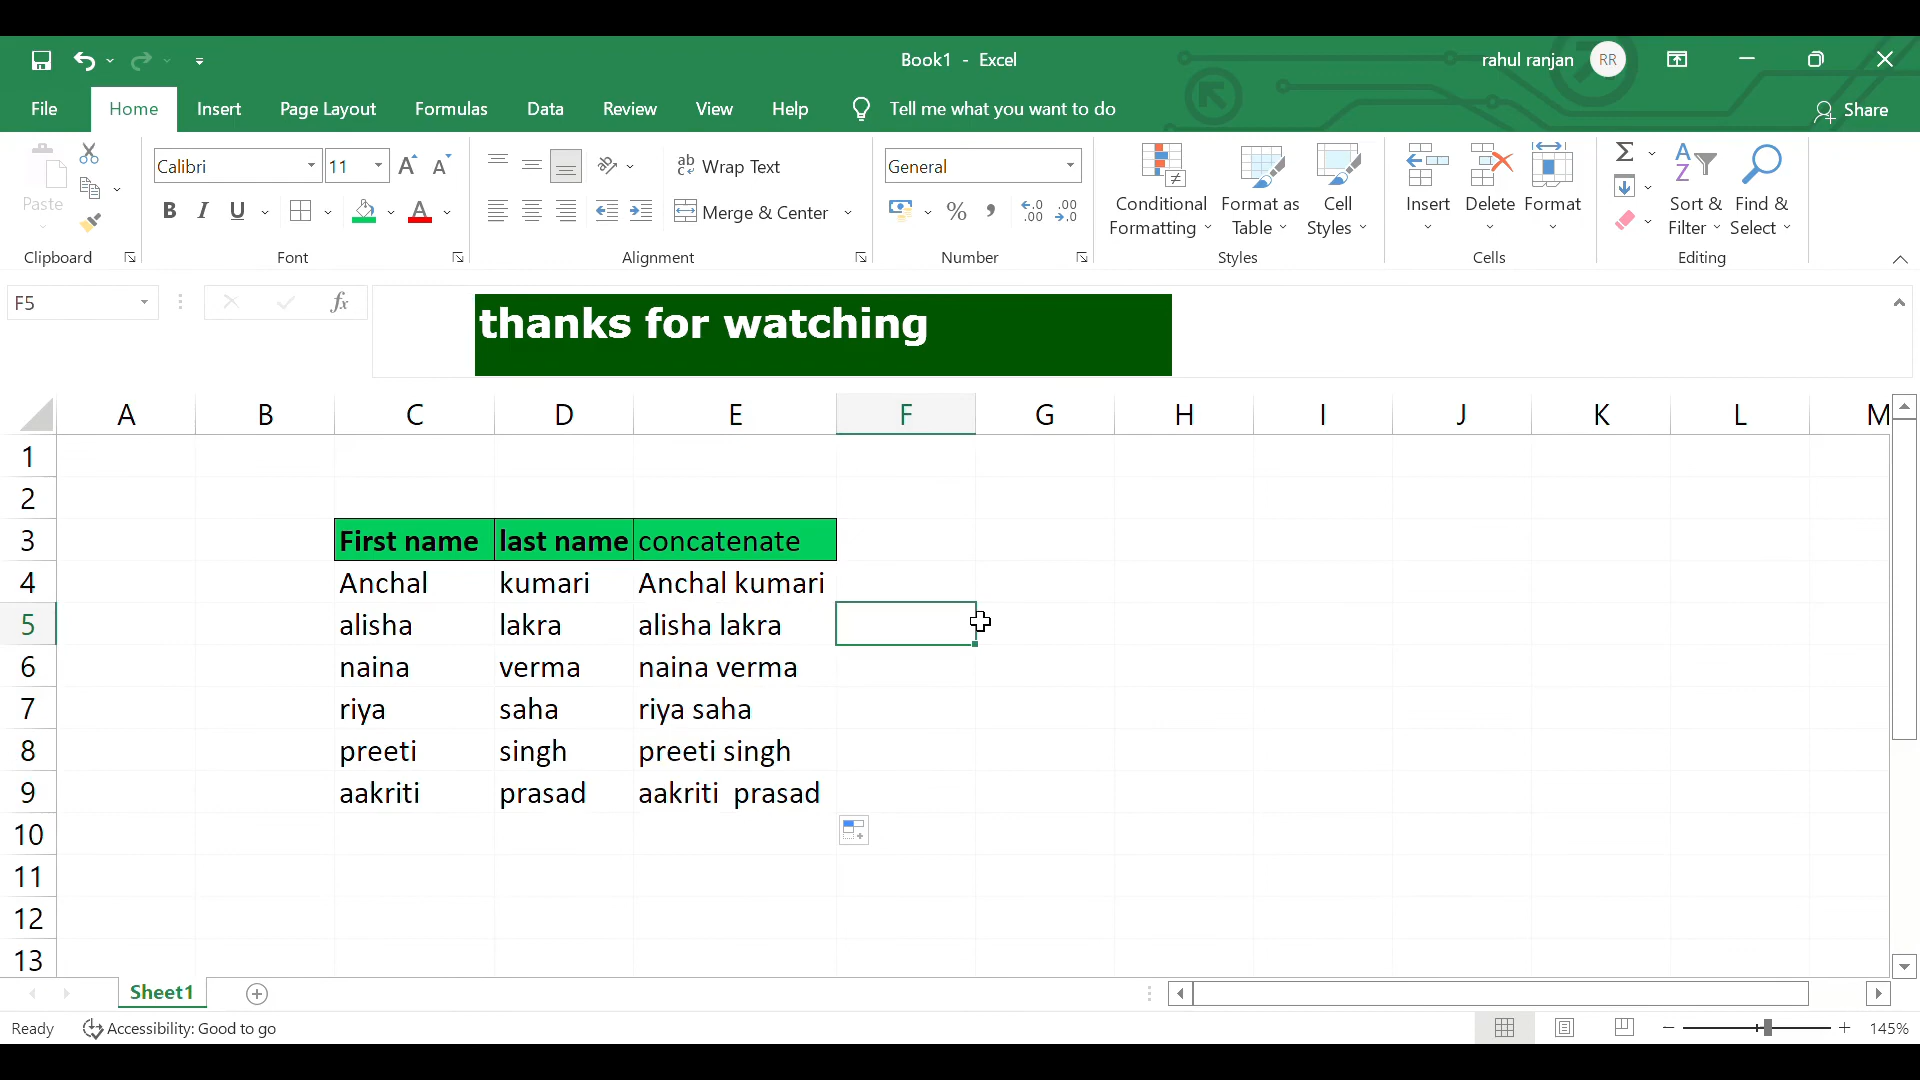 Book1 - Excel
rahul ranjan
RR
File
Home
Insert
Page Layout
Formulas
Data
Review
View
Help
Tell me what you want to do
Share
Paste
Clipboard
Calibri
11
A A
B I U A
Font
ab Wrap Text
Merge & Center
Alignment
General
% ,
Number
Conditional Formatting
Format as Table
Cell Styles
Styles
Insert
Delete
Format
Cells
Sort & Filter
Find & Select
Editing
F5
fx
thanks for watching
A B C D E F G H I J K L M
1
2
3 First name last name concatenate
4 Anchal kumari Anchal kumari
5 alisha lakra alisha lakra
6 naina verma naina verma
7 riya saha riya saha
8 preeti singh preeti singh
9 aakriti prasad aakriti  prasad
10
11
12
13
Sheet1
Ready
Accessibility: Good to go
145%